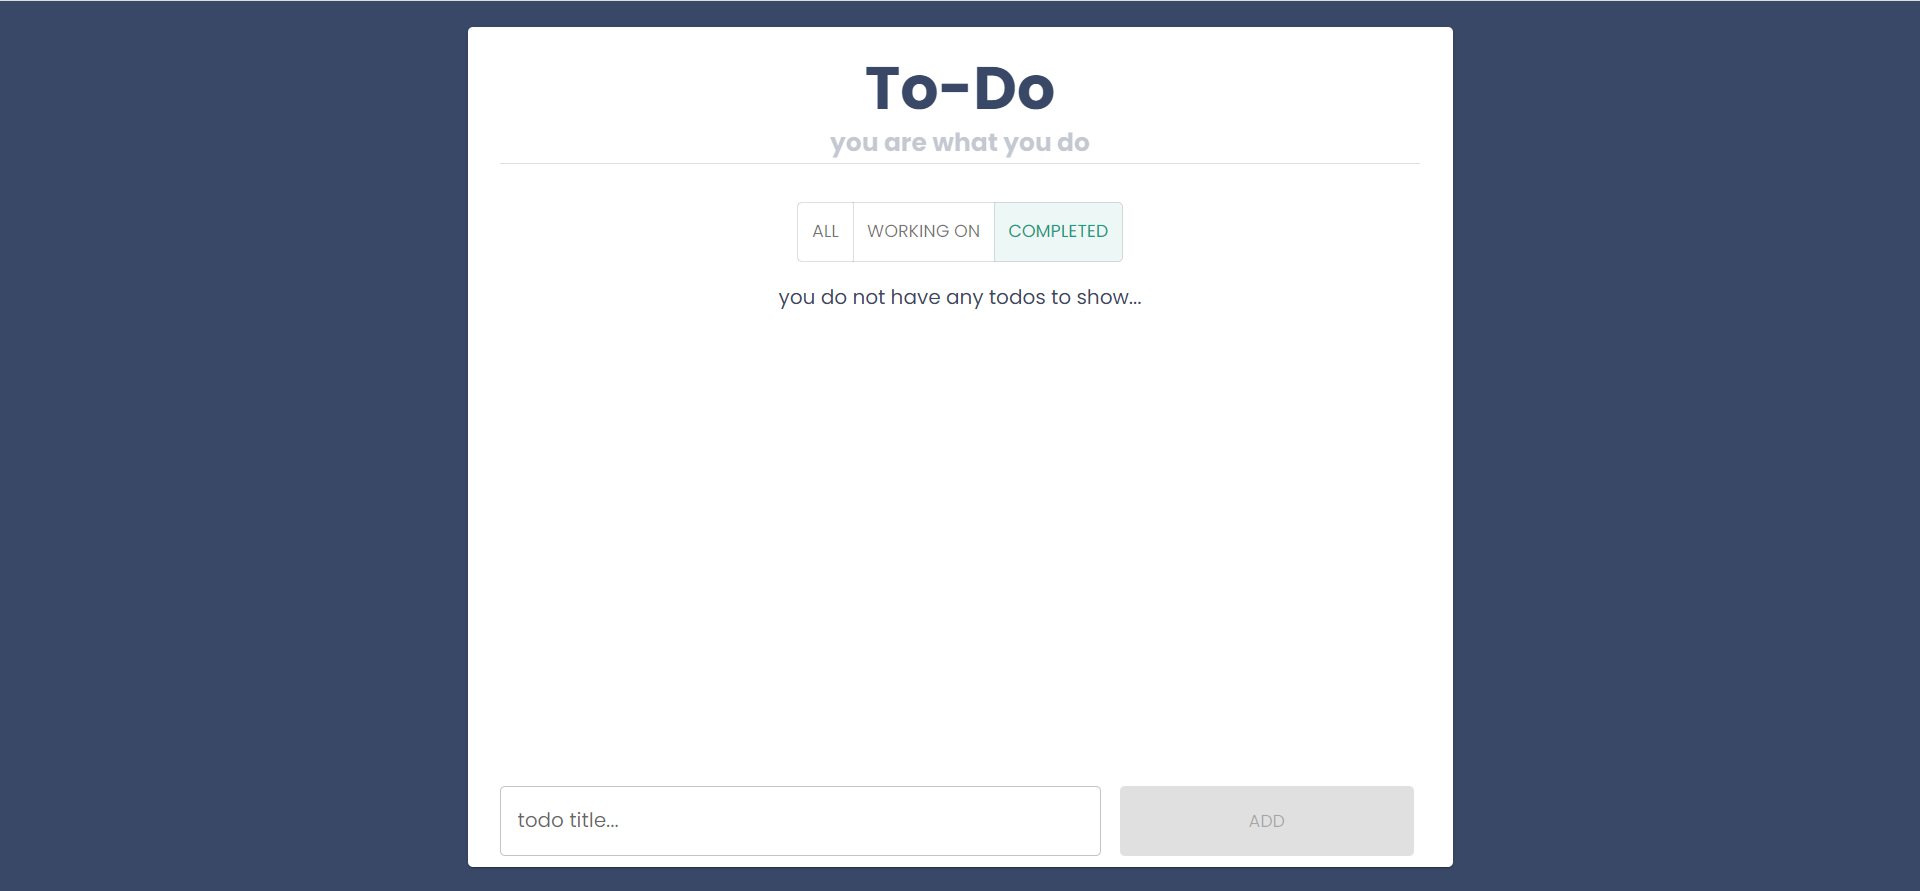 To-Do
you are what you do
ALL WORKING ON COMPLETED
you do not have any todos to show...
todo title... ADD